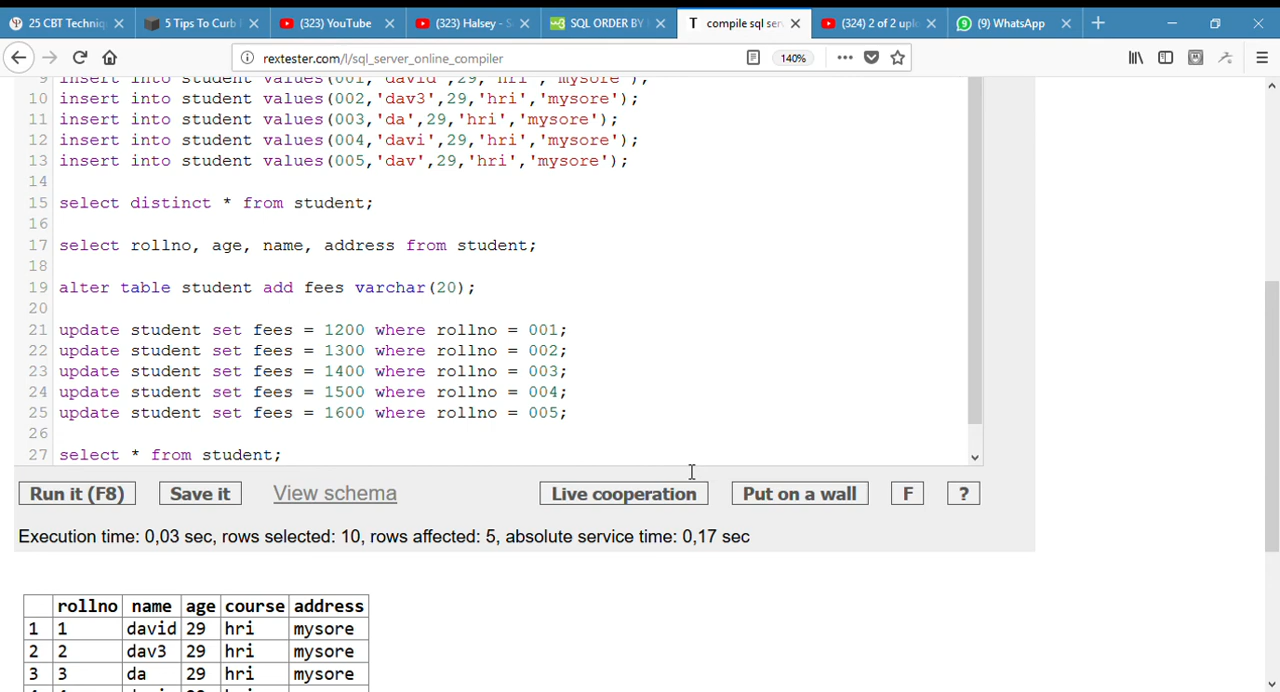 25 CBT Techniq
5 Tips To Curb
(323) YouTube
(323) Halsey - S
SQL ORDER BY
compile sql ser
(324) 2 of 2 uplo
(9) WhatsApp
rextester.com/l/sql_server_online_compiler
140%
9 insert into student values(001,'david',29,'hri','mysore');
10 insert into student values(002,'dav3',29,'hri','mysore');
11 insert into student values(003,'da',29,'hri','mysore');
12 insert into student values(004,'davi',29,'hri','mysore');
13 insert into student values(005,'dav',29,'hri','mysore');
14
15 select distinct * from student;
16
17 select rollno, age, name, address from student;
18
19 alter table student add fees varchar(20);
20
21 update student set fees = 1200 where rollno = 001;
22 update student set fees = 1300 where rollno = 002;
23 update student set fees = 1400 where rollno = 003;
24 update student set fees = 1500 where rollno = 004;
25 update student set fees = 1600 where rollno = 005;
26
27 select * from student;
Run it (F8) Save it View schema Live cooperation Put on a wall F ?
Execution time: 0,03 sec, rows selected: 10, rows affected: 5, absolute service time: 0,17 sec
rollno name age course address
1 1 david 29 hri mysore
2 2 dav3 29 hri mysore
3 3 da 29 hri mysore